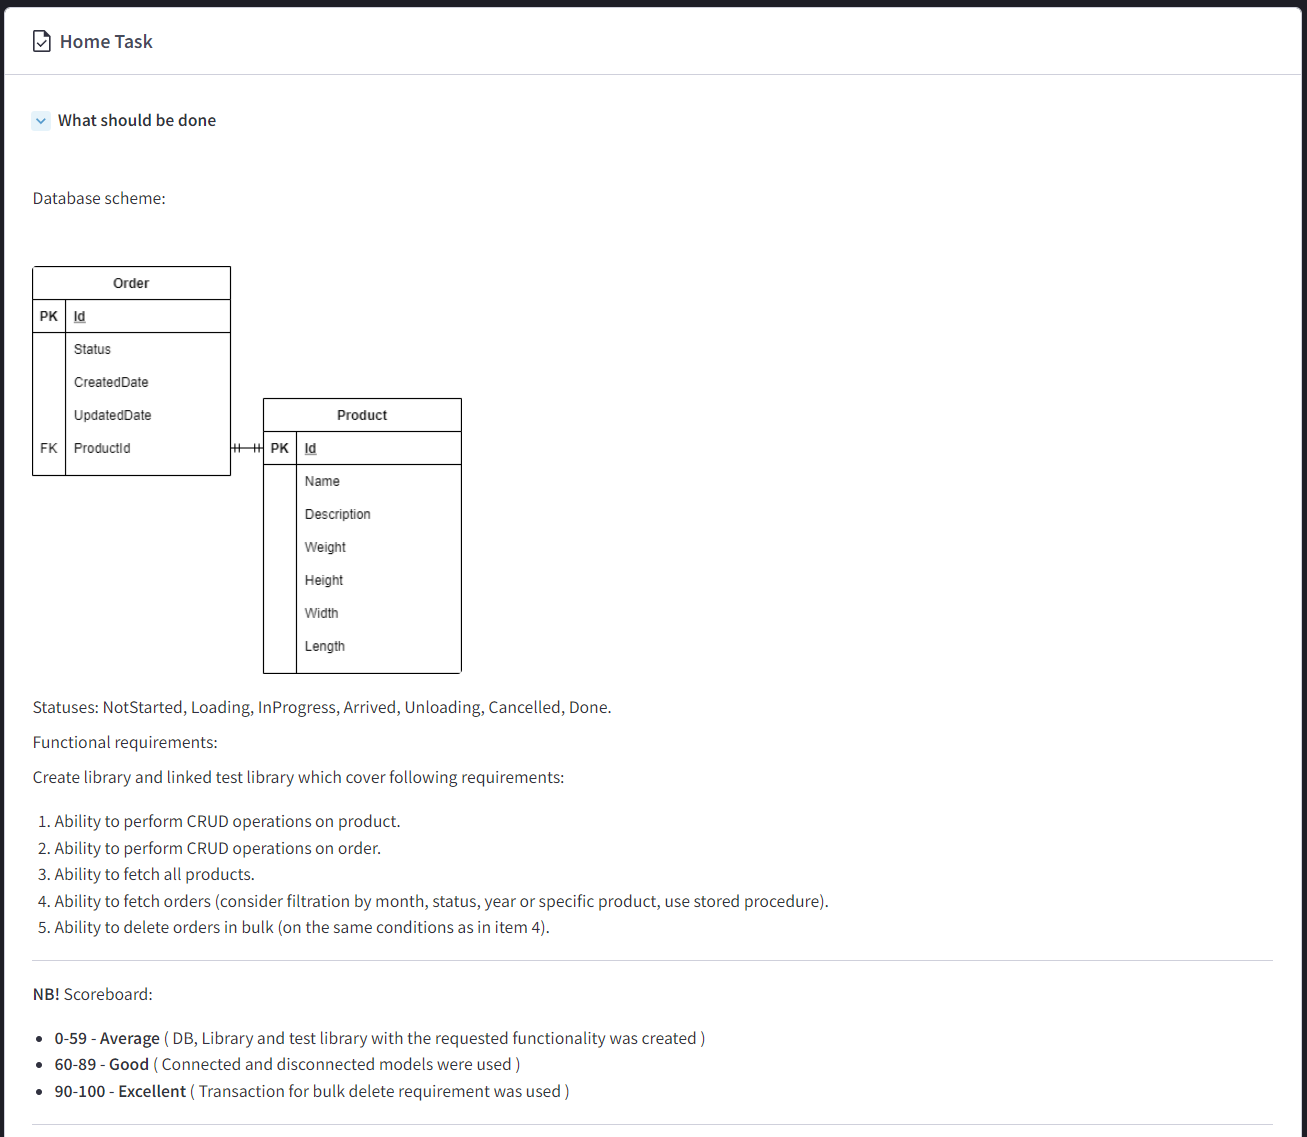 Home Task
What should be done
Database scheme:
Order
PK Id
Status
CreatedDate
UpdatedDate
FK ProductId
Product
PK Id
Name
Description
Weight
Height
Width
Length
Statuses: NotStarted, Loading, InProgress, Arrived, Unloading, Cancelled, Done.
Functional requirements:
Create library and linked test library which cover following requirements:
1. Ability to perform CRUD operations on product.
2. Ability to perform CRUD operations on order.
3. Ability to fetch all products.
4. Ability to fetch orders (consider filtration by month, status, year or specific product, use stored procedure).
5. Ability to delete orders in bulk (on the same conditions as in item 4).
NB! Scoreboard:
• 0-59 - Average ( DB, Library and test library with the requested functionality was created )
• 60-89 - Good ( Connected and disconnected models were used )
• 90-100 - Excellent ( Transaction for bulk delete requirement was used )